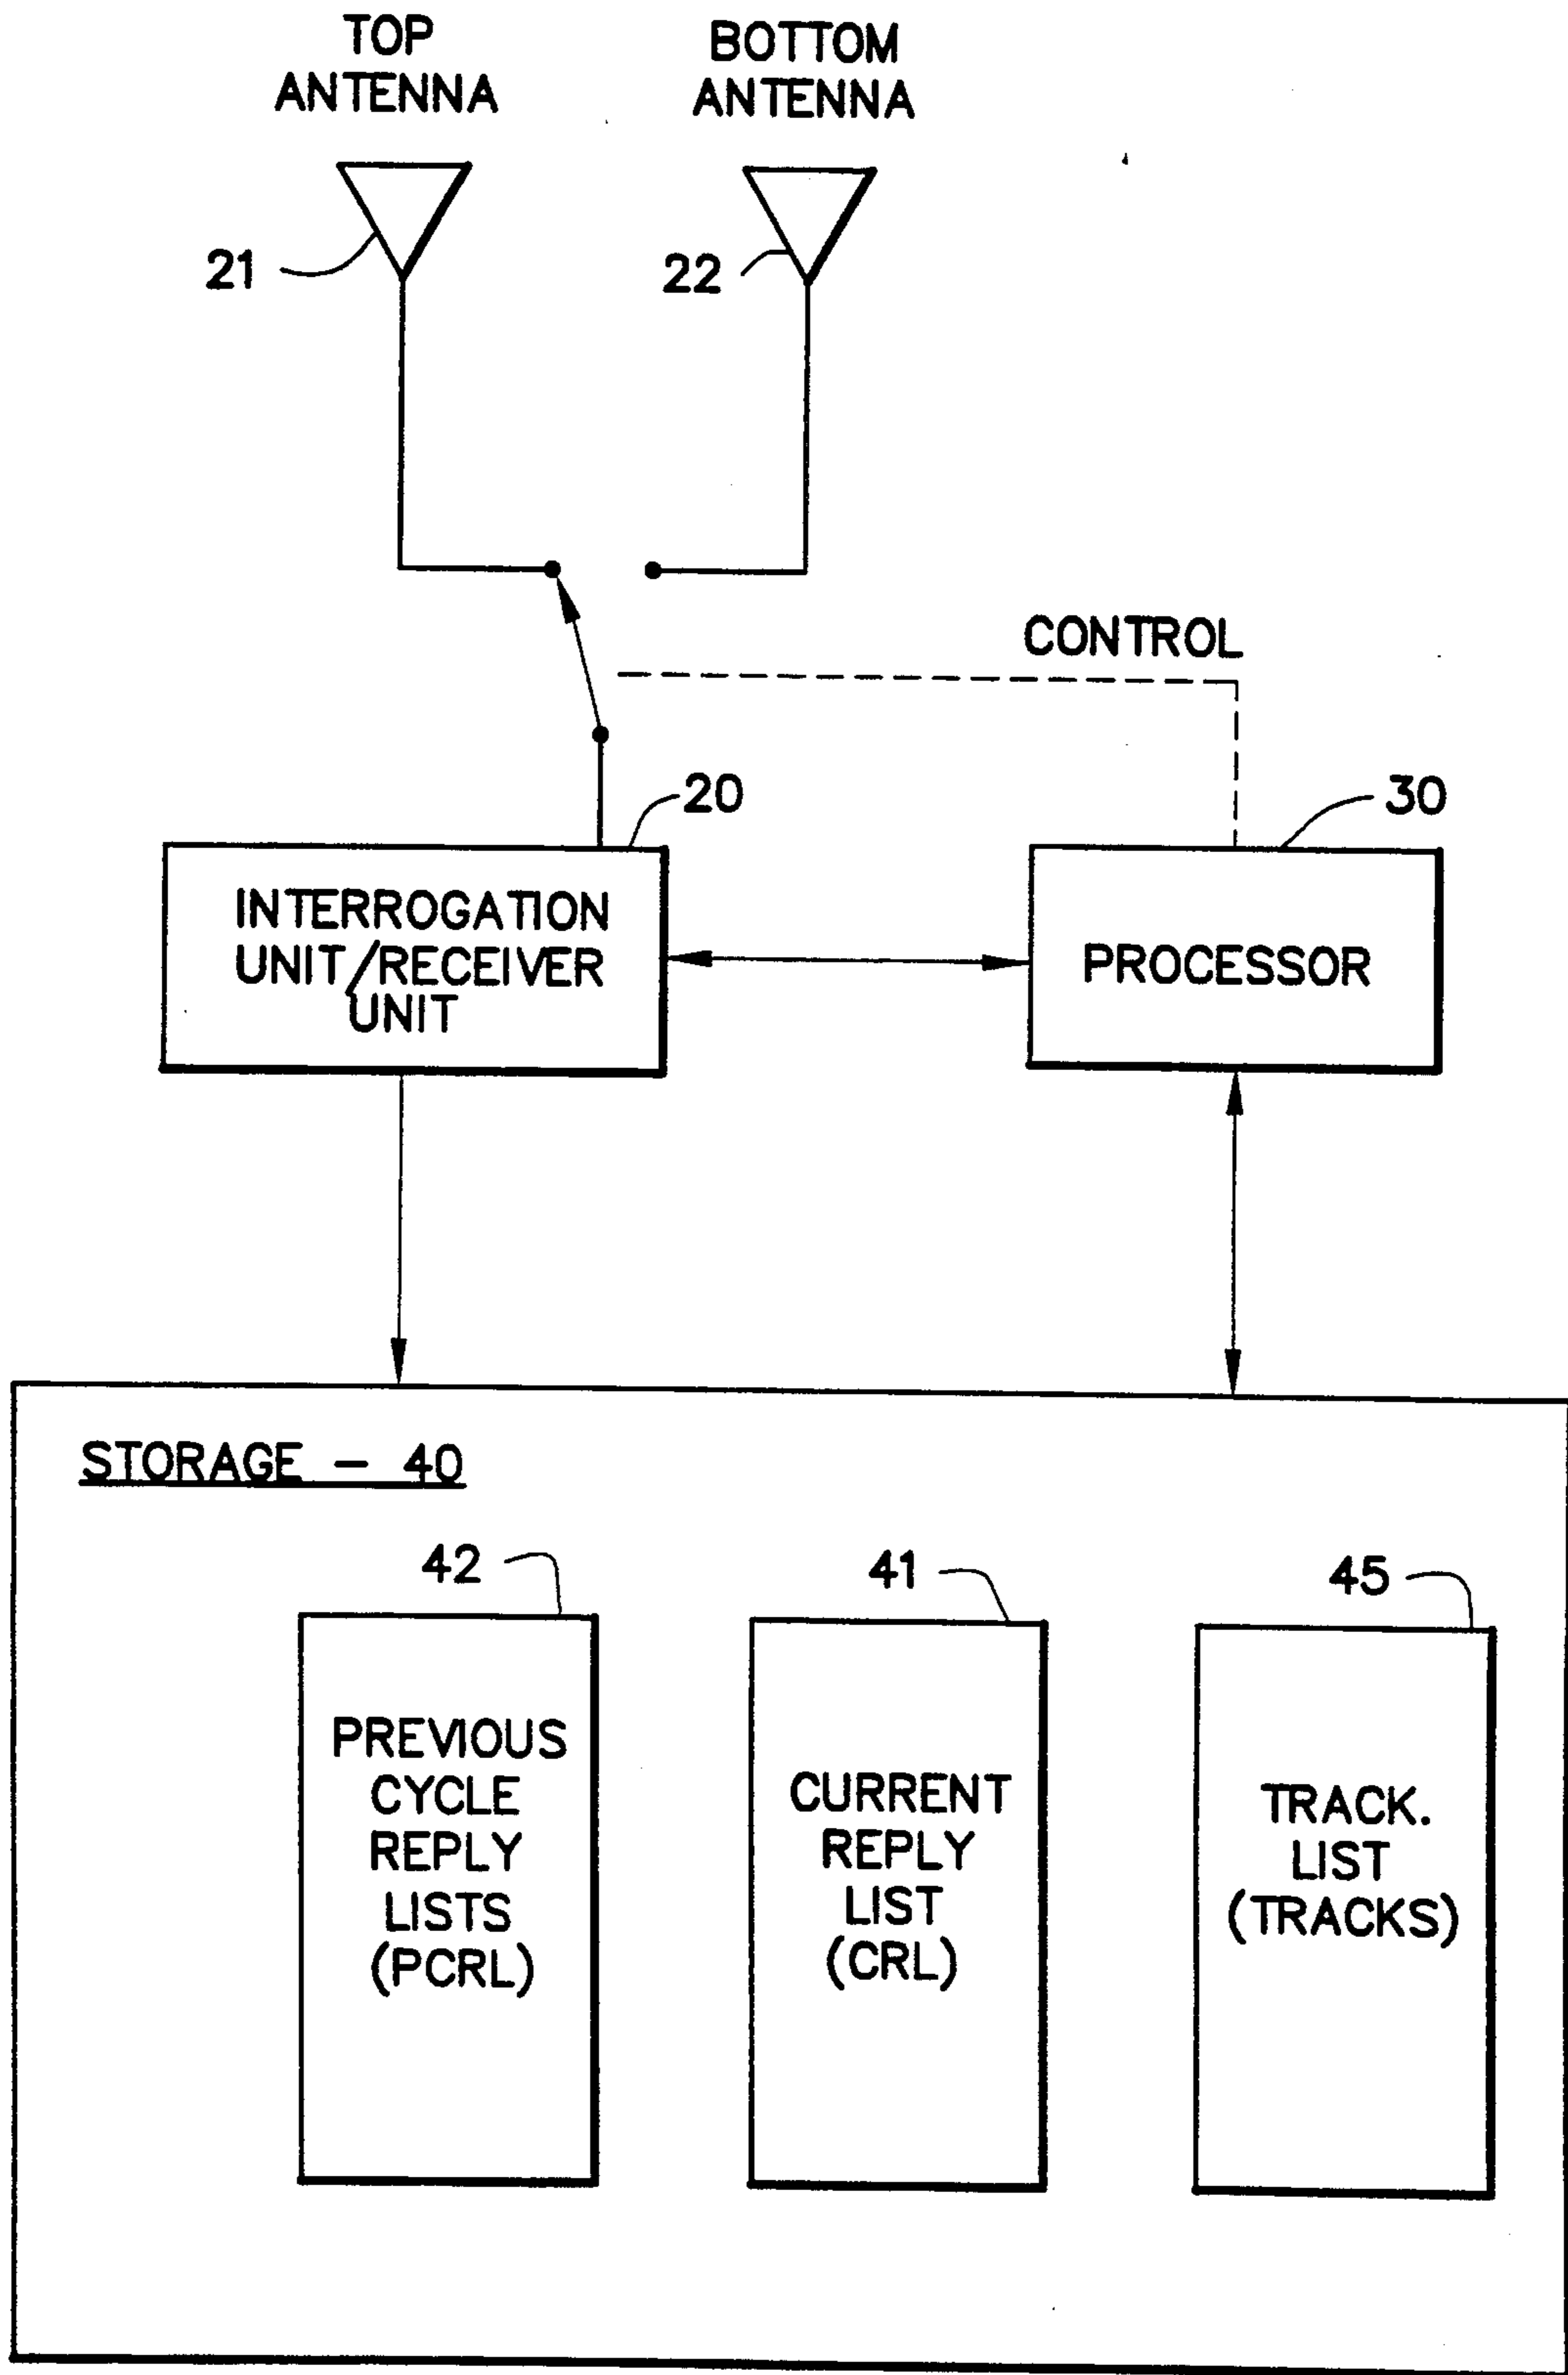 TOP
ANTENNA
BOTTOM
ANTENNA
21
22
CONTROL
20
30
INTERROGATION
UNIT/RECEIVER
UNIT
PROCESSOR
STORAGE - 40
42
41
45
PREVIOUS
CYCLE
REPLY
LISTS
(PCRL)
CURRENT
REPLY
LIST
(CRL)
TRACK.
LIST
(TRACKS)